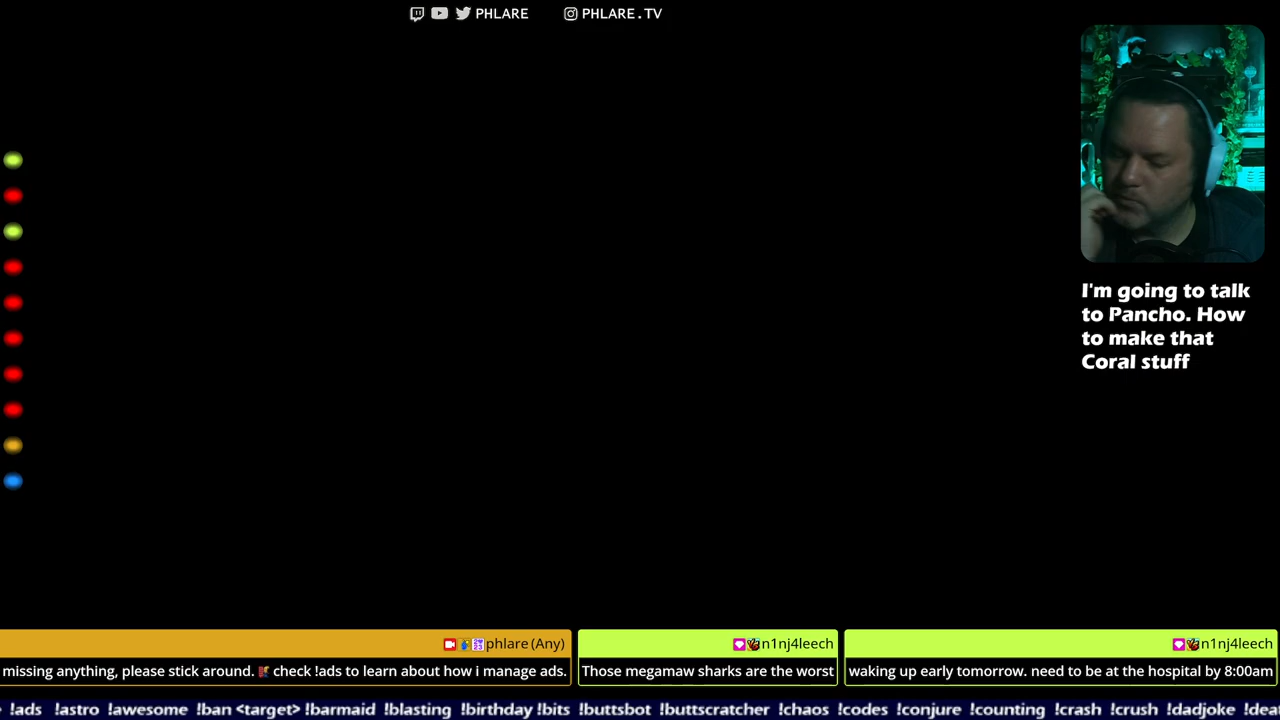 PHLARE PHLARE.TV
I'm going to talk
to Pancho. How
to make that
Coral stuff
phlare (Any)
missing anything, please stick around. check !ads to learn about how i manage ads.
n1nj4leech
Those megamaw sharks are the worst
n1nj4leech
waking up early tomorrow. need to be at the hospital by 8:00am
!ads !astro !awesome !ban <target> !barmaid !blasting !birthday !bits !buttsbot !buttscratcher !chaos !codes !conjure !counting !crash !crush !dadjoke